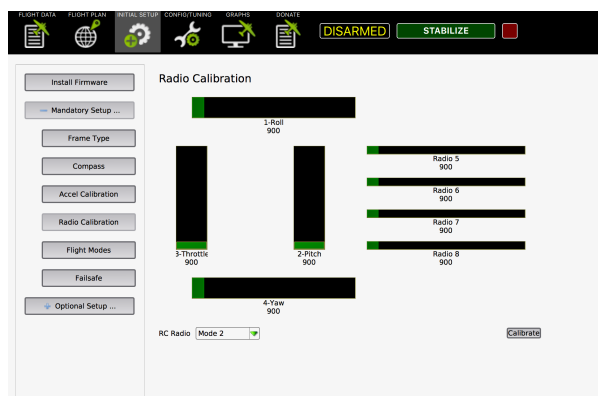 FLIGHT DATA FLIGHT PLAN INITIAL SETUP CONFIG/TUNING GRAPHS DONATE
DISARMED STABILIZE
Install Firmware
Mandatory Setup ...
Frame Type
Compass
Accel Calibration
Radio Calibration
Flight Modes
Failsafe
Optional Setup ...
Radio Calibration
1-Roll
900
3-Throttle
900
2-Pitch
900
Radio 5
900
Radio 6
900
Radio 7
900
Radio 8
900
4-Yaw
900
RC Radio Mode 2
Calibrate